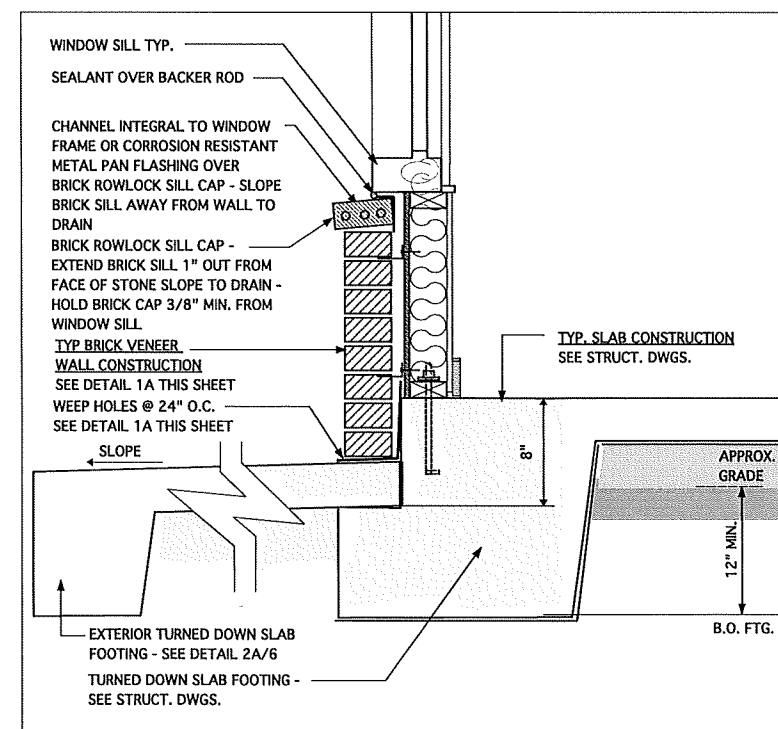 WINDOW SILL TYP.
SEALANT OVER BACKER ROD
CHANNEL INTEGRAL TO WINDOW
FRAME OR CORROSION RESISTANT
METAL PAN FLASHING OVER
BRICK ROWLOCK SILL CAP - SLOPE
BRICK SILL AWAY FROM WALL TO
DRAIN
BRICK ROWLOCK SILL CAP -
EXTEND BRICK SILL 1" OUT FROM
FACE OF STONE SLOPE TO DRAIN -
HOLD BRICK CAP 3/8" MIN. FROM
WINDOW SILL
TYP BRICK VENEER
WALL CONSTRUCTION
SEE DETAIL 1A THIS SHEET
WEEP HOLES @ 24" O.C.
SEE DETAIL 1A THIS SHEET
SLOPE
TYP. SLAB CONSTRUCTION
SEE STRUCT. DWGS.
8"
APPROX.
GRADE
12" MIN.
B.O. FTG.
EXTERIOR TURNED DOWN SLAB
FOOTING - SEE DETAIL 2A/6
TURNED DOWN SLAB FOOTING -
SEE STRUCT. DWGS.